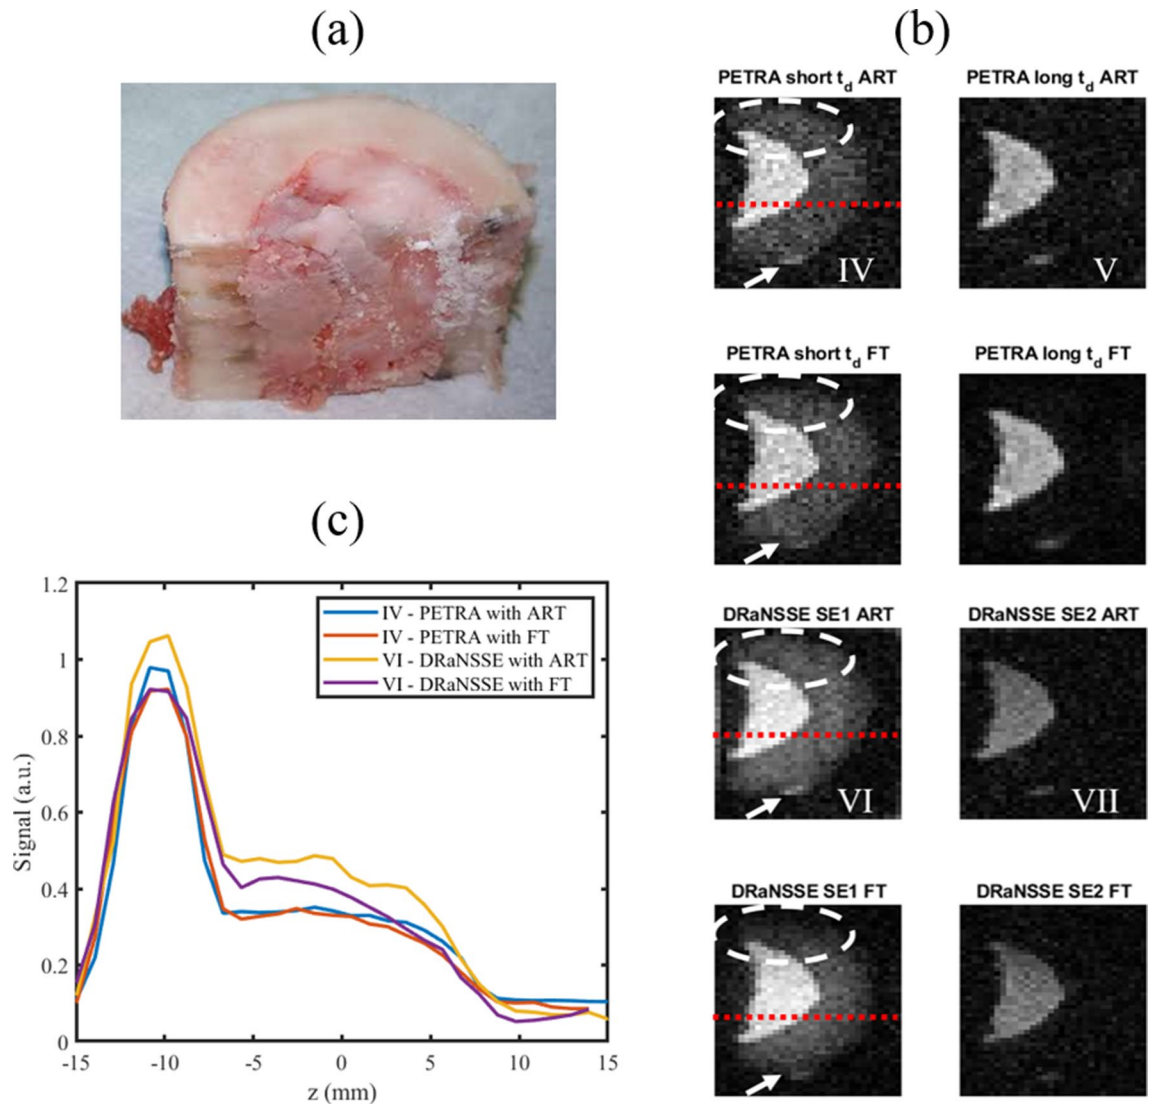 (a)
(b)
PETRA short t_d ART
PETRA long t_d ART
IV
V
PETRA short t_d FT
PETRA long t_d FT
(c)
DRaNSSE SE1 ART
DRaNSSE SE2 ART
VI
VII
DRaNSSE SE1 FT
DRaNSSE SE2 FT
1.2
1
0.8
0.6
0.4
0.2
0
Signal (a.u.)
IV - PETRA with ART
IV - PETRA with FT
VI - DRaNSSE with ART
VI - DRaNSSE with FT
-15 -10 -5 0 5 10 15
z (mm)